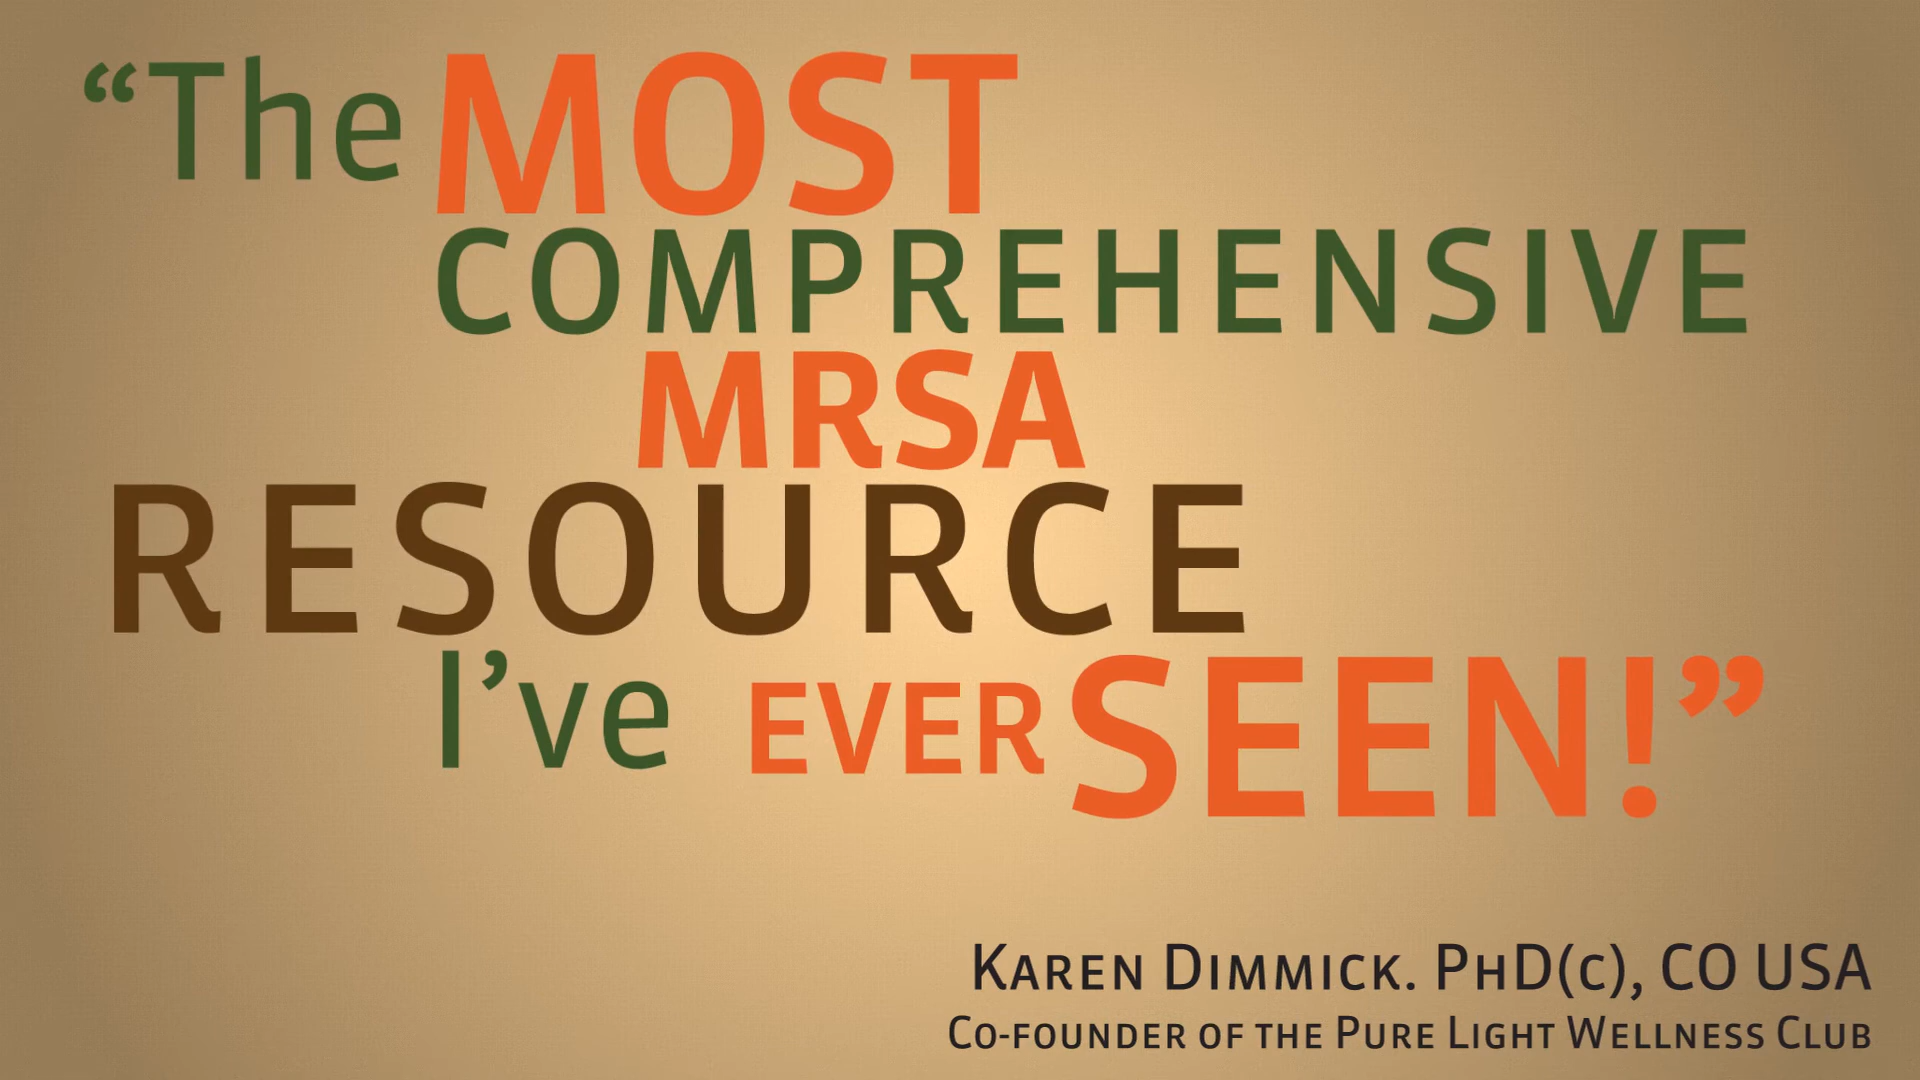 “The MOST
COMPREHENSIVE
MRSA
RESOURCE
I’ve EVER SEEN!”
Karen Dimmick. PhD(c), CO USA
Co-founder of the Pure Light Wellness Club